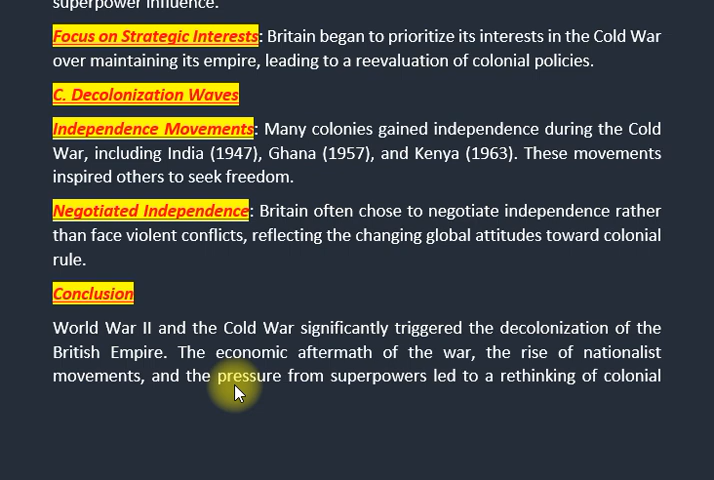 superpower influence.
Focus on Strategic Interests: Britain began to prioritize its interests in the Cold War
over maintaining its empire, leading to a reevaluation of colonial policies.
C. Decolonization Waves
Independence Movements: Many colonies gained independence during the Cold
War, including India (1947), Ghana (1957), and Kenya (1963). These movements
inspired others to seek freedom.
Negotiated Independence: Britain often chose to negotiate independence rather
than face violent conflicts, reflecting the changing global attitudes toward colonial
rule.
Conclusion
World War II and the Cold War significantly triggered the decolonization of the
British Empire. The economic aftermath of the war, the rise of nationalist
movements, and the pressure from superpowers led to a rethinking of colonial